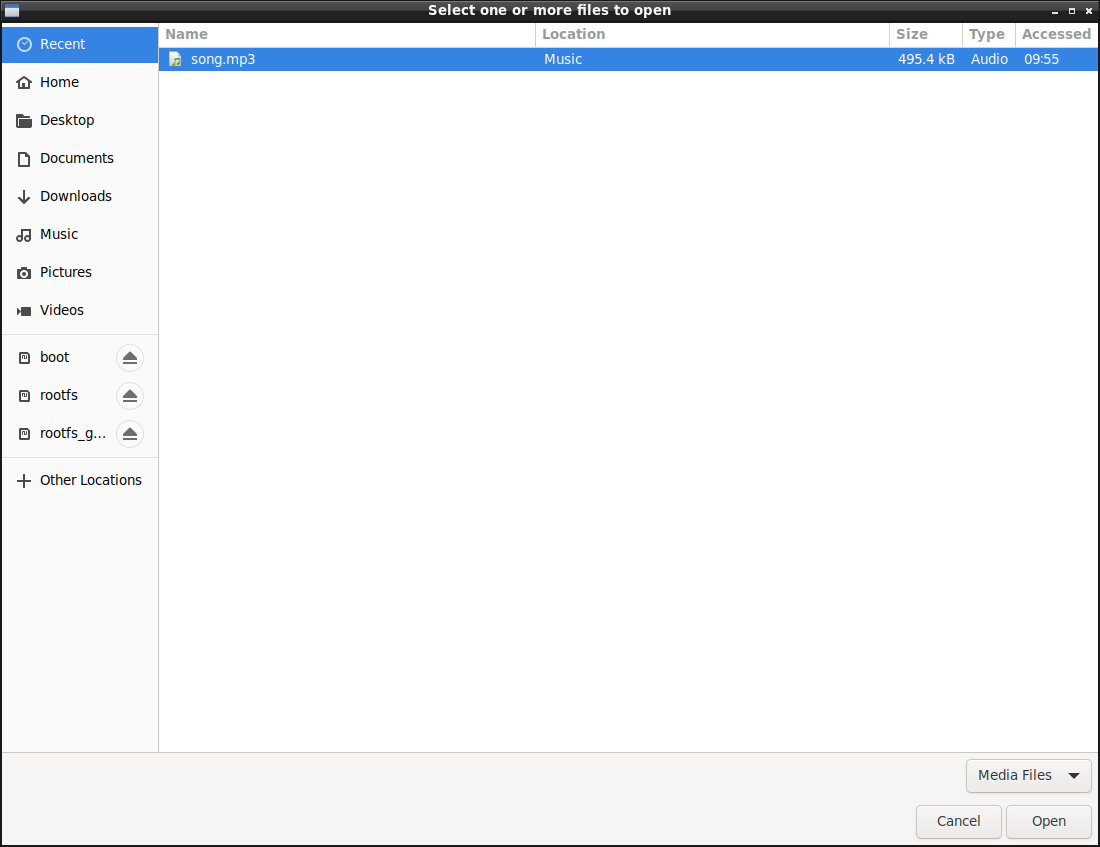 Select one or more files to open
Recent
Home
Desktop
Documents
Downloads
Music
Pictures
Videos
boot
rootfs
rootfs_g...
Other Locations
Name Location Size Type Accessed
song.mp3 Music 495.4 kB Audio 09:55
Media Files
Cancel Open